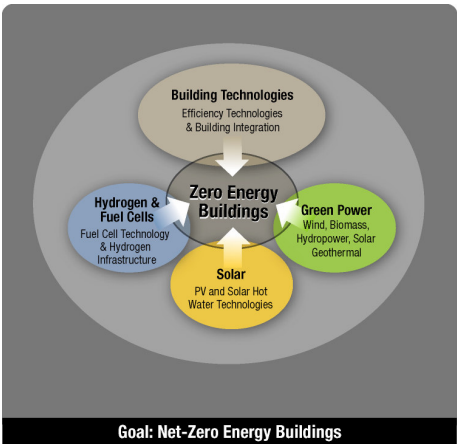 Building Technologies
Efficiency Technologies
& Building Integration
Zero Energy
Buildings
Hydrogen &
Fuel Cells
Fuel Cell Technology
& Hydrogen
Infrastructure
Green Power
Wind, Biomass,
Hydropower, Solar
Geothermal
Solar
PV and Solar Hot
Water Technologies
Goal: Net-Zero Energy Buildings